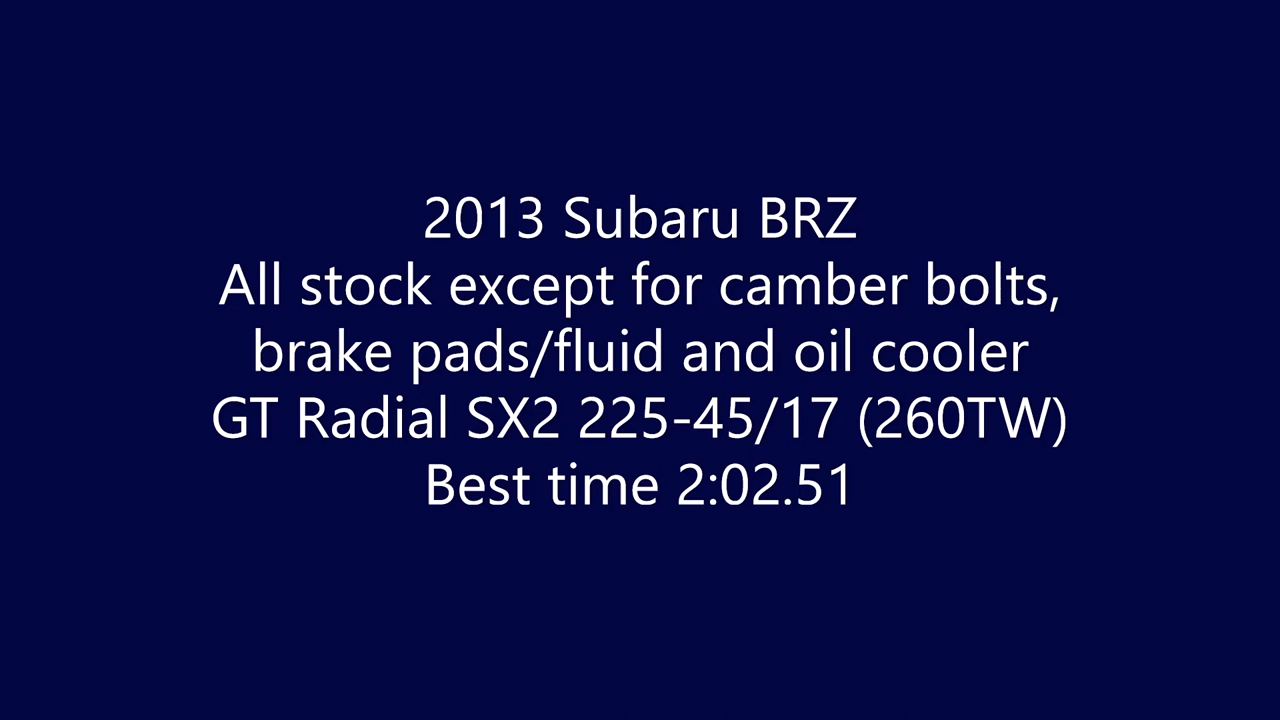 2013 Subaru BRZ
All stock except for camber bolts,
brake pads/fluid and oil cooler
GT Radial SX2 225-45/17 (260TW)
Best time 2:02.51